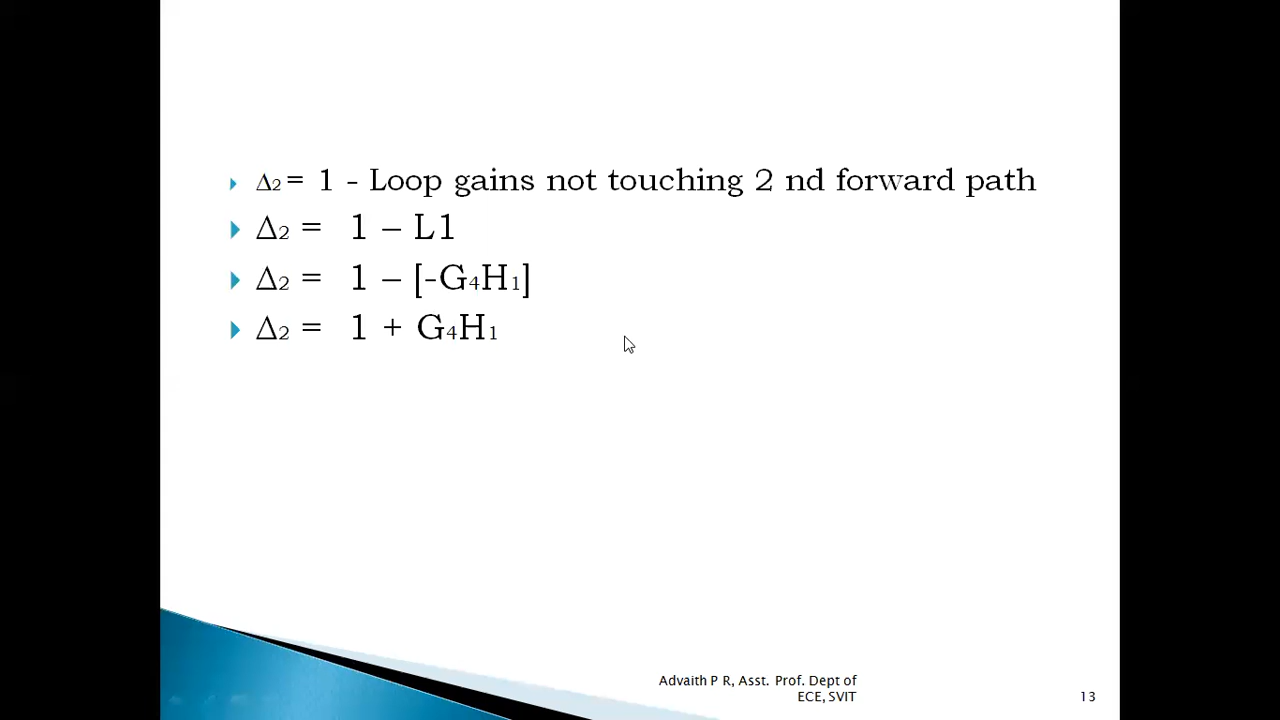 Δ2 = 1 - Loop gains not touching 2 nd forward path
Δ2 = 1 – L1
Δ2 = 1 – [-G4H1]
Δ2 = 1 + G4H1
Advaith P R, Asst. Prof. Dept of
ECE, SVIT
13